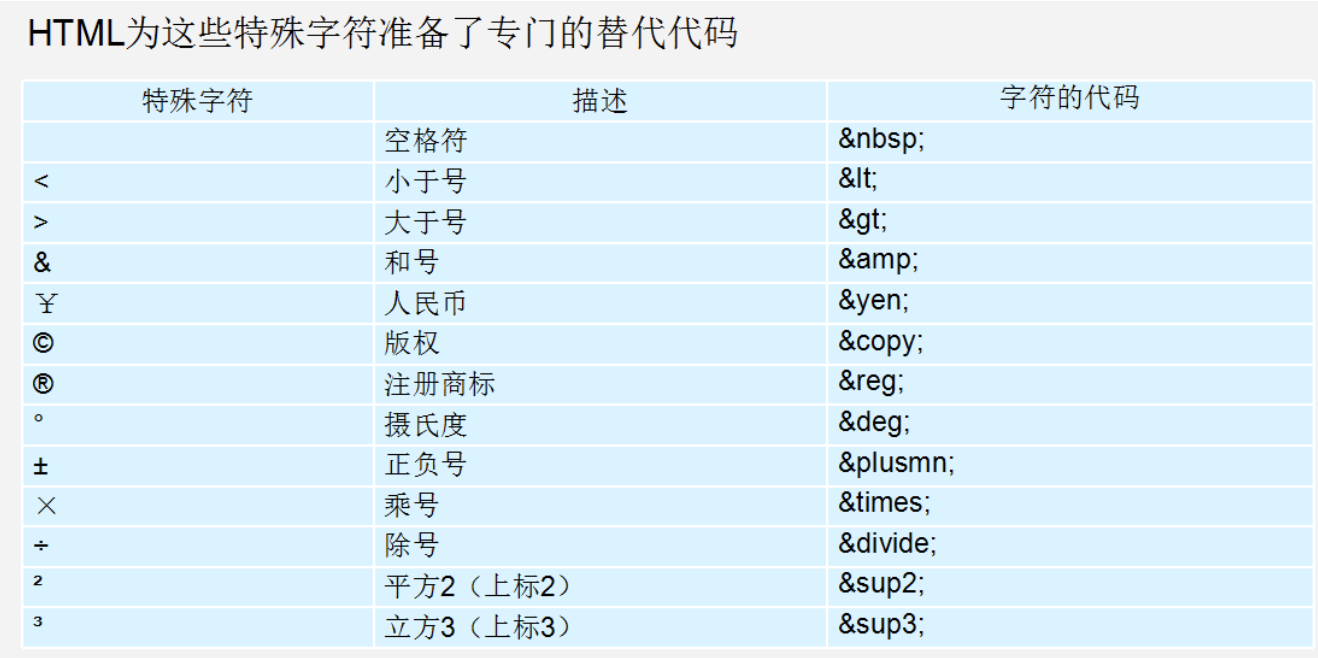 HTML为这些特殊字符准备了专门的替代代码
特殊字符 描述 字符的代码
空格符 &nbsp;
< 小于号 &lt;
> 大于号 &gt;
& 和号 &amp;
¥ 人民币 &yen;
© 版权 &copy;
® 注册商标 &reg;
° 摄氏度 &deg;
± 正负号 &plusmn;
× 乘号 &times;
÷ 除号 &divide;
² 平方2（上标2） &sup2;
³ 立方3（上标3） &sup3;